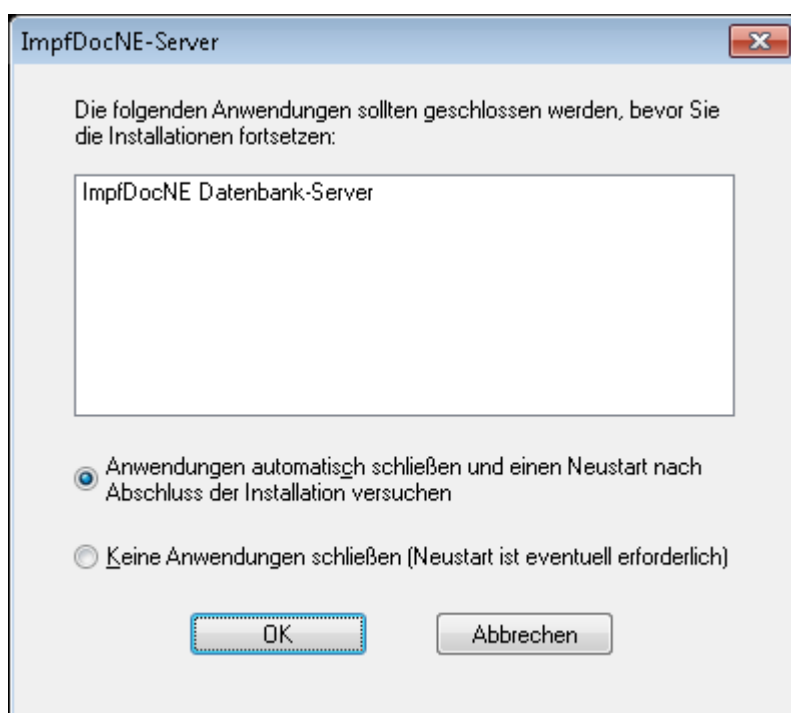 ImpfDocNE-Server
Die folgenden Anwendungen sollten geschlossen werden, bevor Sie
die Installationen fortsetzen:
ImpfDocNE Datenbank-Server
Anwendungen automatisch schließen und einen Neustart nach
Abschluss der Installation versuchen
Keine Anwendungen schließen (Neustart ist eventuell erforderlich)
OK
Abbrechen